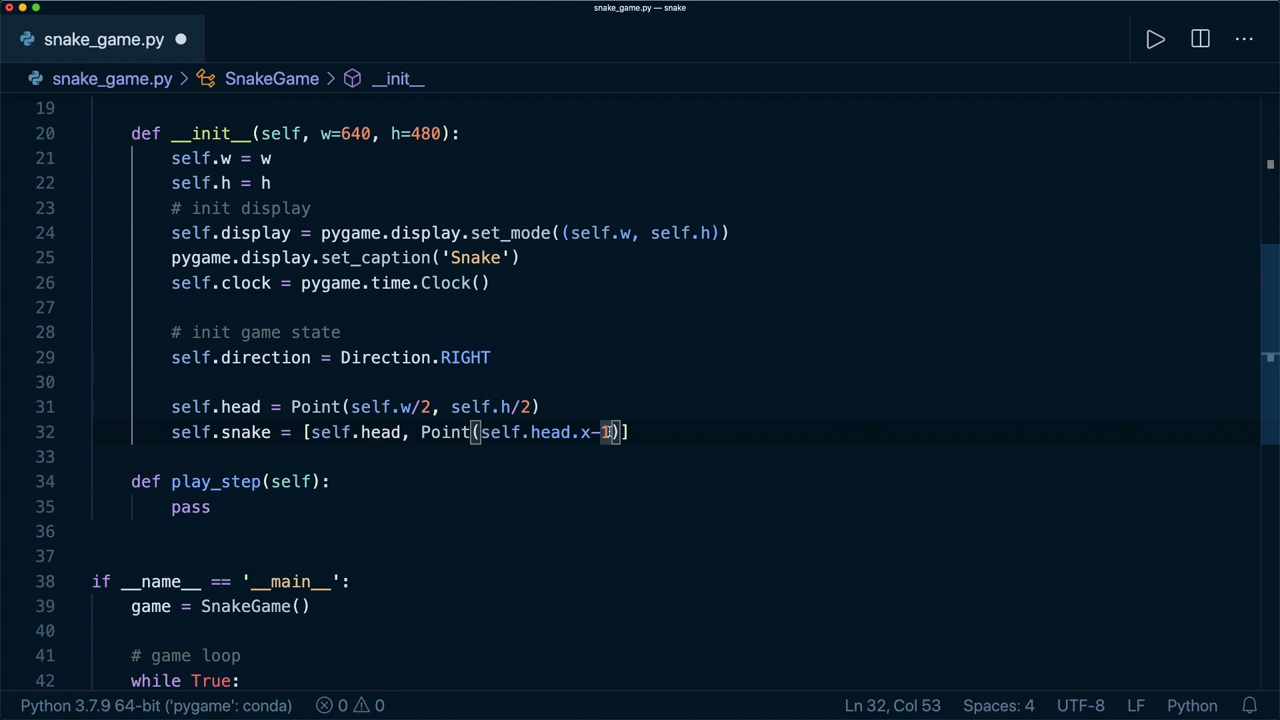 snake_game.py — snake
snake_game.py
snake_game.py > SnakeGame > __init__
19
20 def __init__(self, w=640, h=480):
21 self.w = w
22 self.h = h
23 # init display
24 self.display = pygame.display.set_mode((self.w, self.h))
25 pygame.display.set_caption('Snake')
26 self.clock = pygame.time.Clock()
27
28 # init game state
29 self.direction = Direction.RIGHT
30
31 self.head = Point(self.w/2, self.h/2)
32 self.snake = [self.head, Point(self.head.x-1)]
33
34 def play_step(self):
35 pass
36
37
38 if __name__ == '__main__':
39 game = SnakeGame()
40
41 # game loop
42 while True:
Python 3.7.9 64-bit ('pygame': conda) 0 0 Ln 32, Col 53 Spaces: 4 UTF-8 LF Python